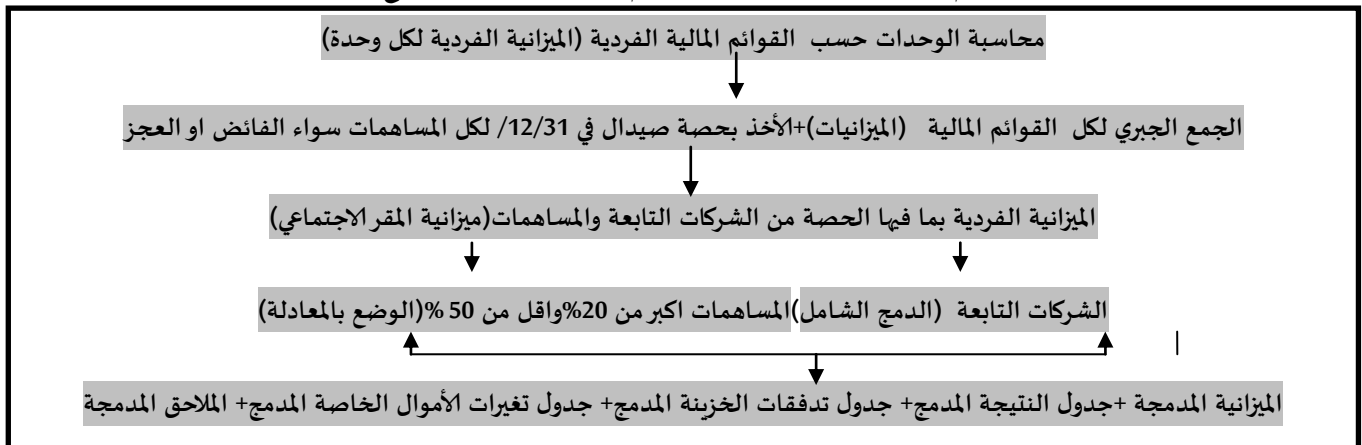 محاسبة الوحدات حسب القوائم المالية الفردية (الميزانية الفردية لكل وحدة)
الجمع الجبري لكل القوائم المالية (الميزانيات)+الأخذ بحصة صيدال في 12/31/ لكل المساهمات سواء الفائض او العجز
الميزانية الفردية بما فيها الحصة من الشركات التابعة والمساهمات(ميزانية المقر الاجتماعي)
الشركات التابعة (الدمج الشامل)المساهمات اكبر من 20%واقل من 50 %(الوضع بالمعادلة)
الميزانية المدمجة +جدول النتيجة المدمج+ جدول تدفقات الخزينة المدمج+ جدول تغيرات الأموال الخاصة المدمج+ الملاحق المدمجة